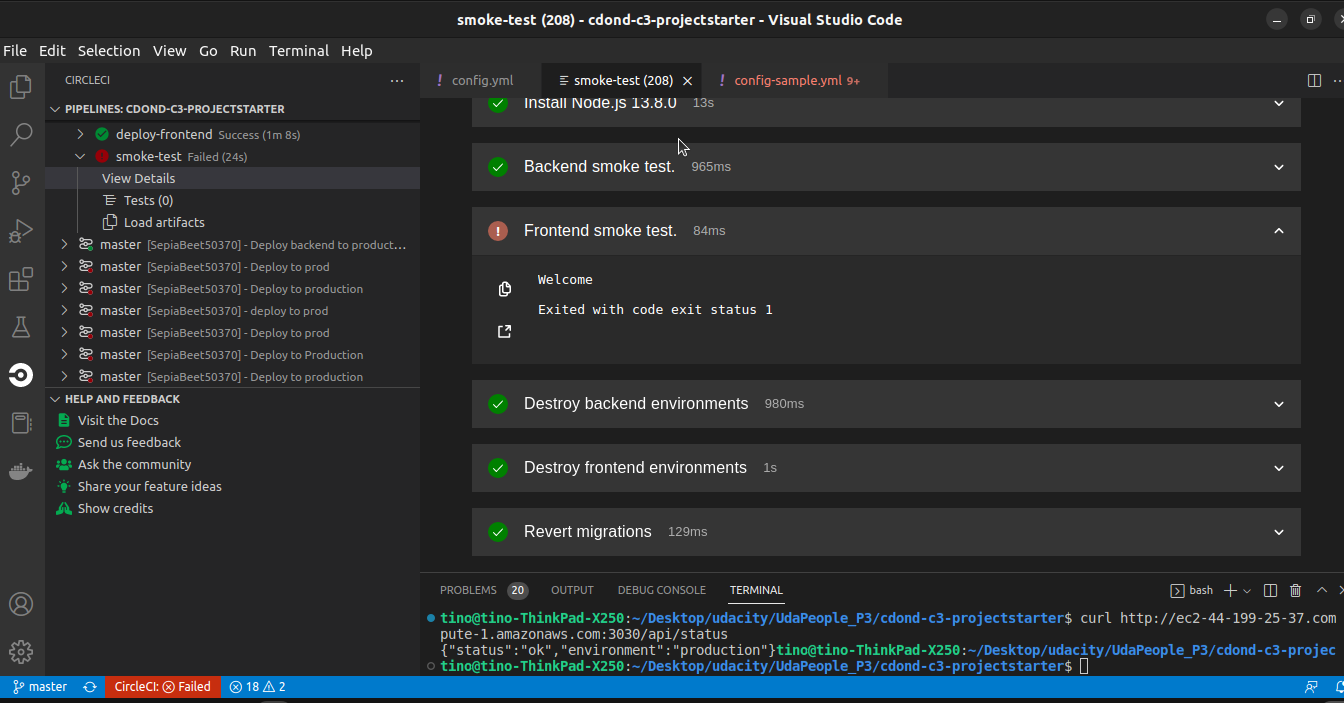 smoke-test (208) - cdond-c3-projectstarter - Visual Studio Code
File Edit Selection View Go Run Terminal Help
CIRCLECI
config.yml smoke-test (208) config-sample.yml 9+
PIPELINES: CDOND-C3-PROJECTSTARTER
deploy-frontend Success (1m 8s)
smoke-test Failed (24s)
View Details
Tests (0)
Load artifacts
master [SepiaBeet50370] - Deploy backend to product...
master [SepiaBeet50370] - Deploy to prod
master [SepiaBeet50370] - Deploy to production
master [SepiaBeet50370] - deploy to prod
master [SepiaBeet50370] - Deploy to prod
master [SepiaBeet50370] - Deploy to Production
master [SepiaBeet50370] - Deploy to production
HELP AND FEEDBACK
Visit the Docs
Send us feedback
Ask the community
Share your feature ideas
Show credits
Install Node.js 13.8.0 13s
Backend smoke test. 965ms
Frontend smoke test. 84ms
Welcome
Exited with code exit status 1
Destroy backend environments 980ms
Destroy frontend environments 1s
Revert migrations 129ms
PROBLEMS 20 OUTPUT DEBUG CONSOLE TERMINAL bash
tino@tino-ThinkPad-X250:~/Desktop/udacity/UdaPeople_P3/cdond-c3-projectstarter$ curl http://ec2-44-199-25-37.com
pute-1.amazonaws.com:3030/api/status
{"status":"ok","environment":"production"}tino@tino-ThinkPad-X250:~/Desktop/udacity/UdaPeople_P3/cdond-c3-projec
tino@tino-ThinkPad-X250:~/Desktop/udacity/UdaPeople_P3/cdond-c3-projectstarter$
master CircleCI: Failed 18 2